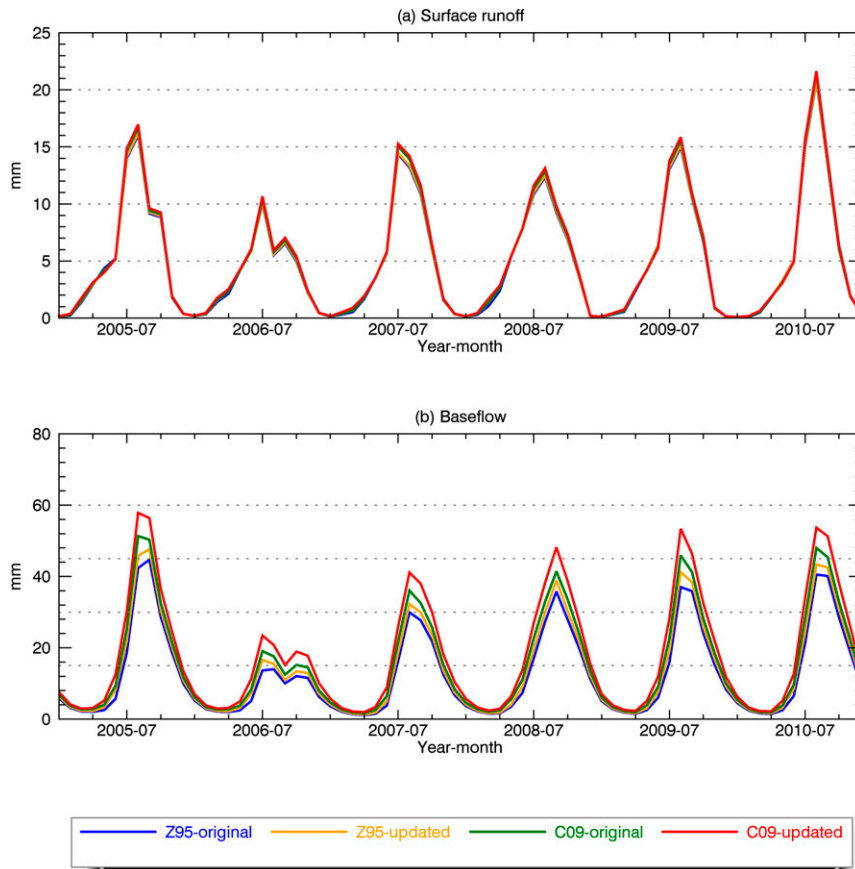 (a) Surface runoff
25
20
15
10
5
0
mm
2005-07 2006-07 2007-07 2008-07 2009-07 2010-07
Year-month
(b) Baseflow
80
60
40
20
0
mm
2005-07 2006-07 2007-07 2008-07 2009-07 2010-07
Year-month
Z95-original Z95-updated C09-original C09-updated